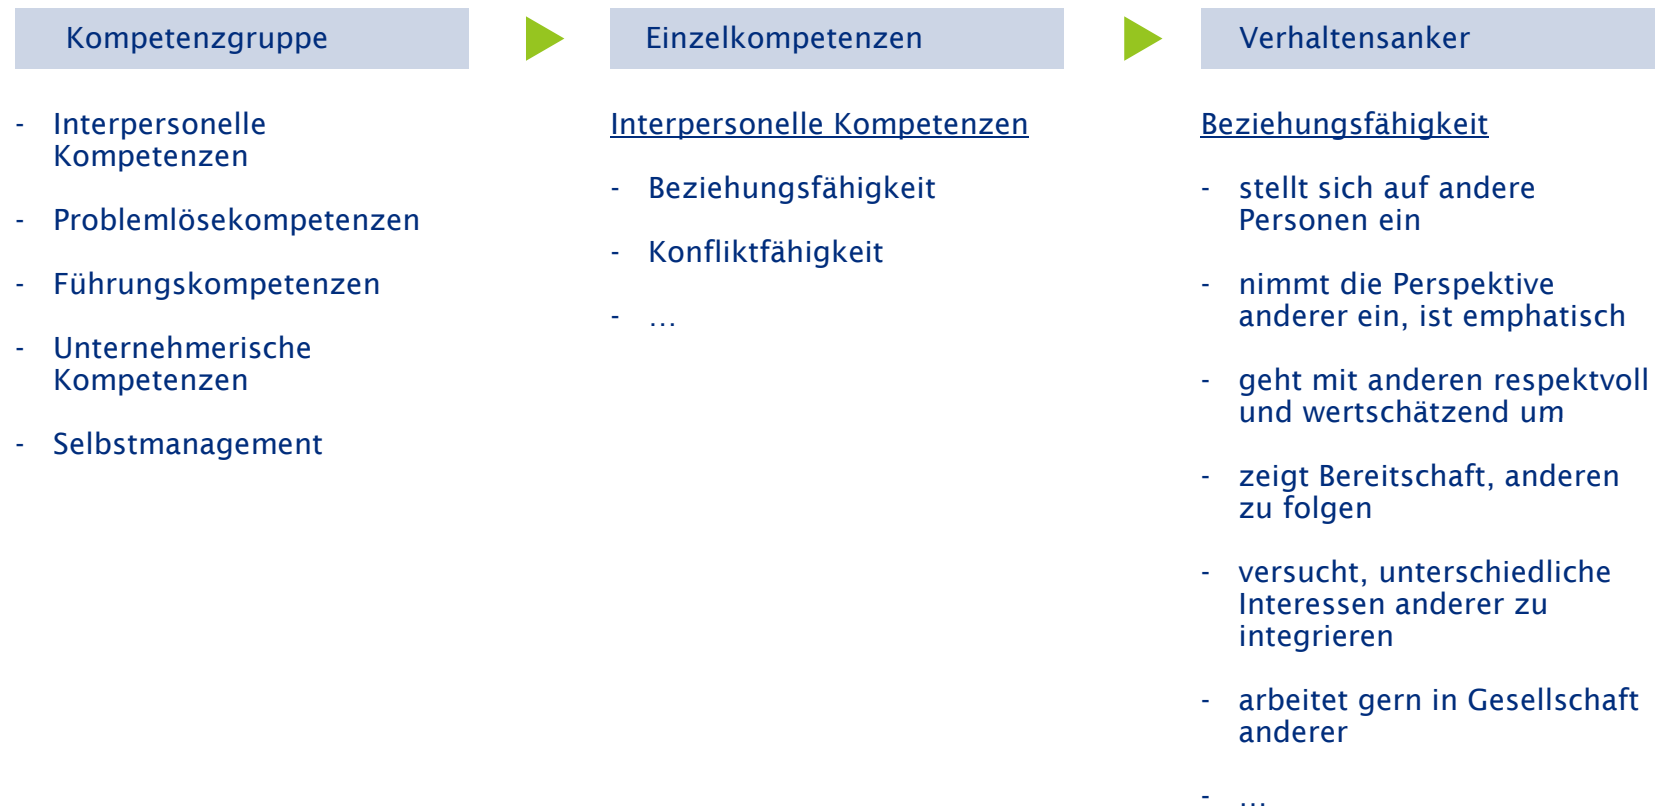 Kompetenzgruppe
- Interpersonelle
Kompetenzen
- Problemlösekompetenzen
- Führungskompetenzen
- Unternehmerische
Kompetenzen
- Selbstmanagement
Einzelkompetenzen
Interpersonelle Kompetenzen
- Beziehungsfähigkeit
- Konfliktfähigkeit
- …
Verhaltensanker
Beziehungsfähigkeit
- stellt sich auf andere
Personen ein
- nimmt die Perspektive
anderer ein, ist emphatisch
- geht mit anderen respektvoll
und wertschätzend um
- zeigt Bereitschaft, anderen
zu folgen
- versucht, unterschiedliche
Interessen anderer zu
integrieren
- arbeitet gern in Gesellschaft
anderer
- …